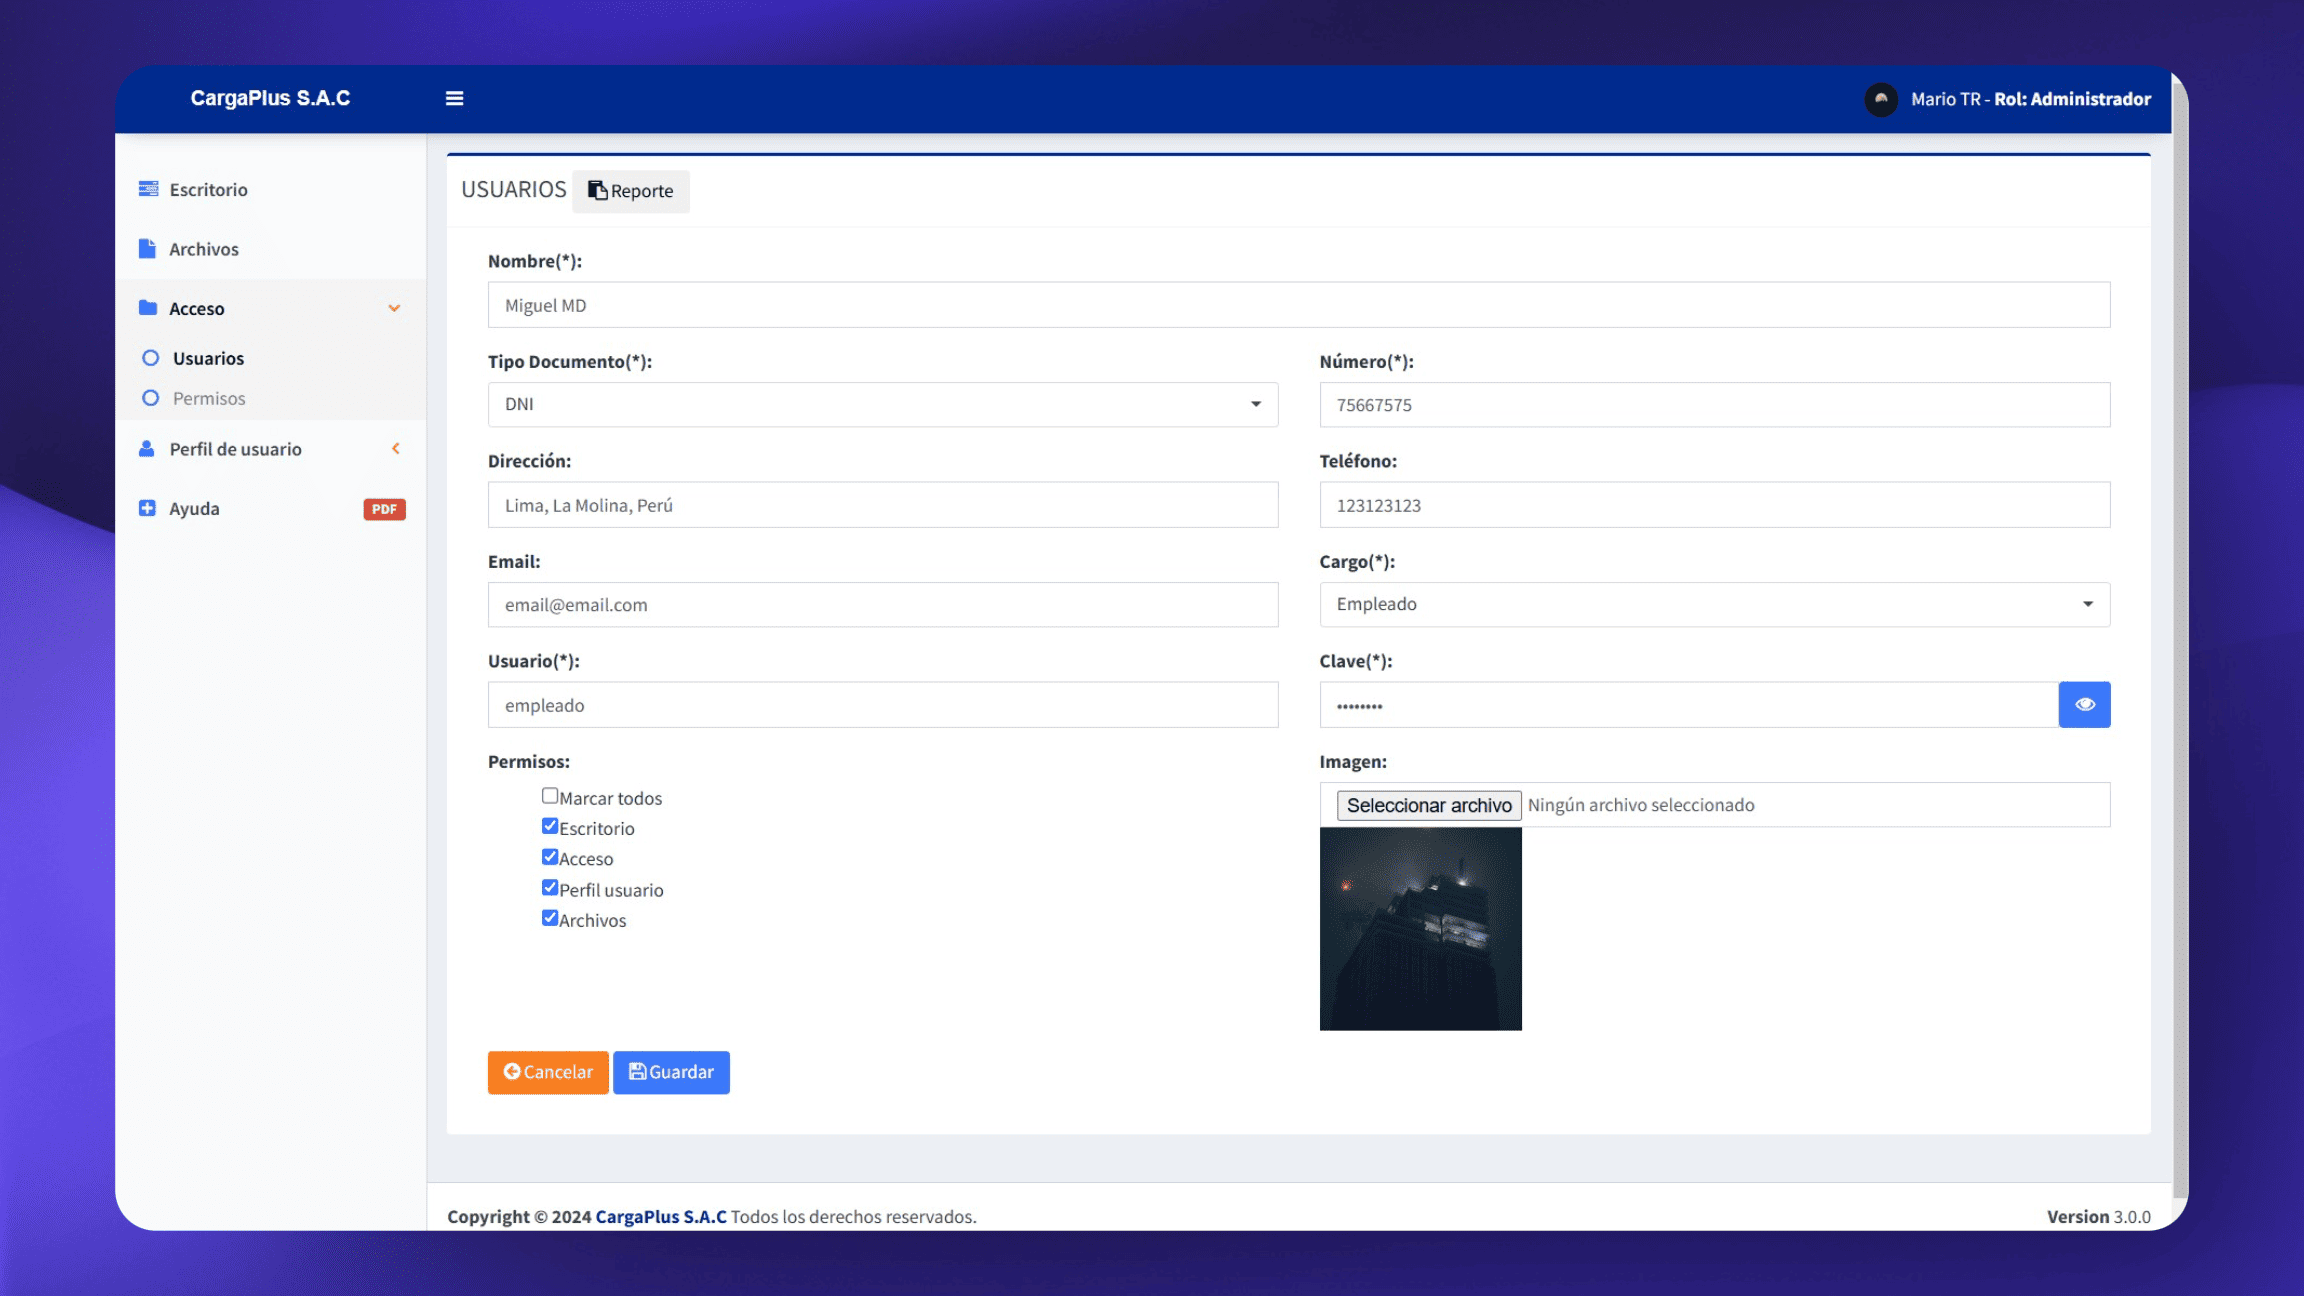 CargaPlus S.A.C
Mario TR - Rol: Administrador
Escritorio
Archivos
Acceso
Usuarios
Permisos
Perfil de usuario
Ayuda
PDF
USUARIOS
Reporte
Nombre(*):
Miguel MD
Tipo Documento(*):
Número(*):
DNI
75667575
Dirección:
Teléfono:
Lima, La Molina, Perú
123123123
Email:
Cargo(*):
email@email.com
Empleado
Usuario(*):
Clave(*):
empleado
••••••••
Permisos:
Imagen:
Marcar todos
Escritorio
Acceso
Perfil usuario
Archivos
Seleccionar archivo Ningún archivo seleccionado
Cancelar
Guardar
Copyright © 2024 CargaPlus S.A.C Todos los derechos reservados.
Version 3.0.0